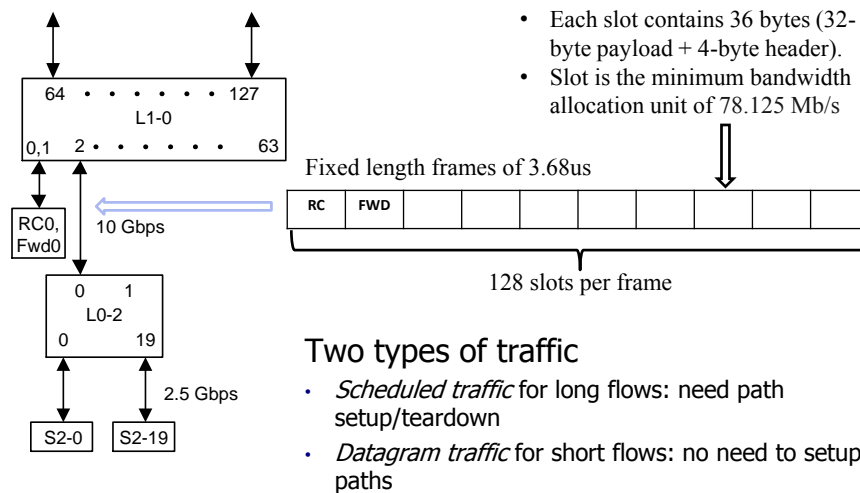 • Each slot contains 36 bytes (32-
byte payload + 4-byte header).
• Slot is the minimum bandwidth
allocation unit of 78.125 Mb/s
64 • • • • • • 127
L1-0
0,1 2 • • • • • • 63
Fixed length frames of 3.68us
RC FWD
RC0,
Fwd0
10 Gbps
128 slots per frame
0 1
L0-2
0 19
2.5 Gbps
S2-0 S2-19
Two types of traffic
• Scheduled traffic for long flows: need path
setup/teardown
• Datagram traffic for short flows: no need to setup
paths